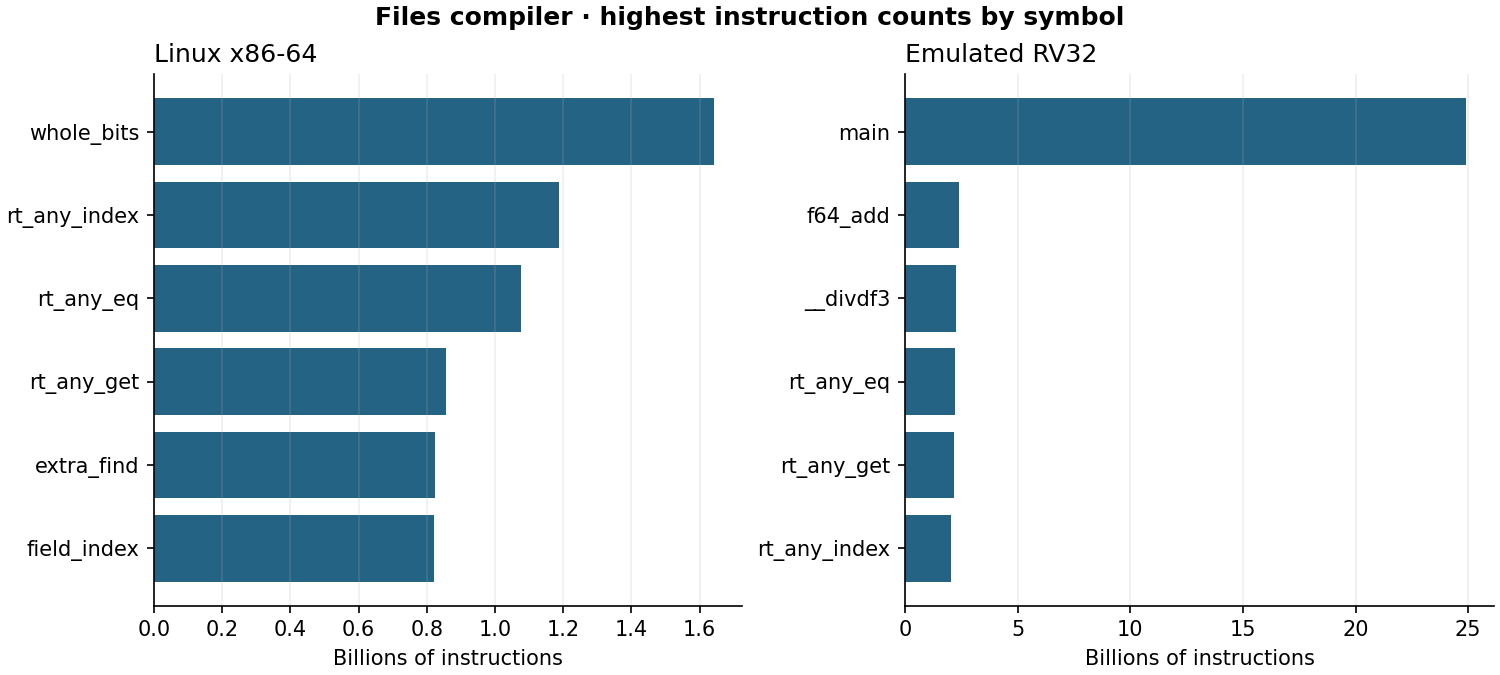 Files compiler · highest instruction counts by symbol
Linux x86-64
whole_bits
rt_any_index
rt_any_eq
rt_any_get
extra_find
field_index
0.0 0.2 0.4 0.6 0.8 1.0 1.2 1.4 1.6
Billions of instructions
Emulated RV32
main
f64_add
__divdf3
rt_any_eq
rt_any_get
rt_any_index
0 5 10 15 20 25
Billions of instructions